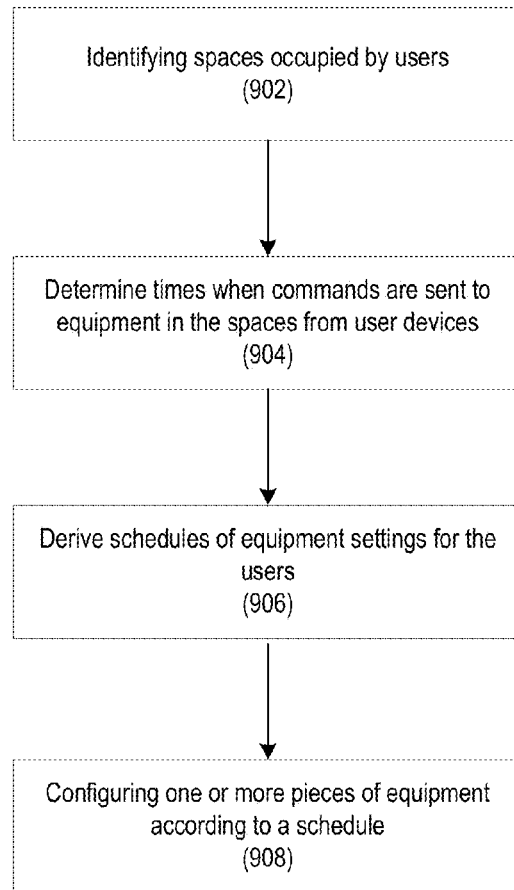 Identifying spaces occupied by users
(902)
Determine times when commands are sent to
equipment in the spaces from user devices
(904)
Derive schedules of equipment settings for the
users
(906)
Configuring one or more pieces of equipment
according to a schedule
(908)